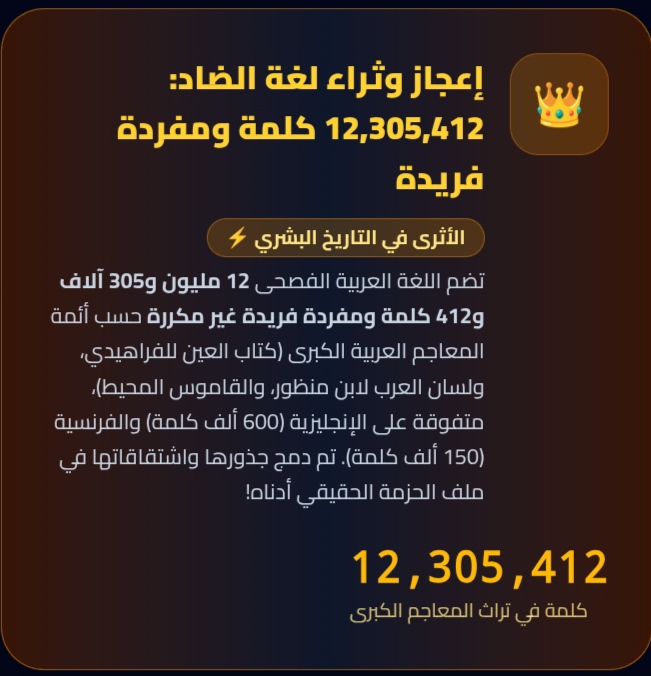 إعجاز وثراء لغة الضاد:
12,305,412 كلمة ومفردة
فريدة
الأثرى في التاريخ البشري ⚡
تضم اللغة العربية الفصحى 12 مليون و305 آلاف
و412 كلمة ومفردة فريدة غير مكررة حسب أئمة
المعاجم العربية الكبرى (كتاب العين للفراهيدي،
ولسان العرب لابن منظور، والقاموس المحيط)،
متفوقة على الإنجليزية (600 ألف كلمة) والفرنسية
(150 ألف كلمة). تم دمج جذورها واشتقاقاتها في
ملف الحزمة الحقيقي أدناه!
12,305,412
كلمة في تراث المعاجم الكبرى